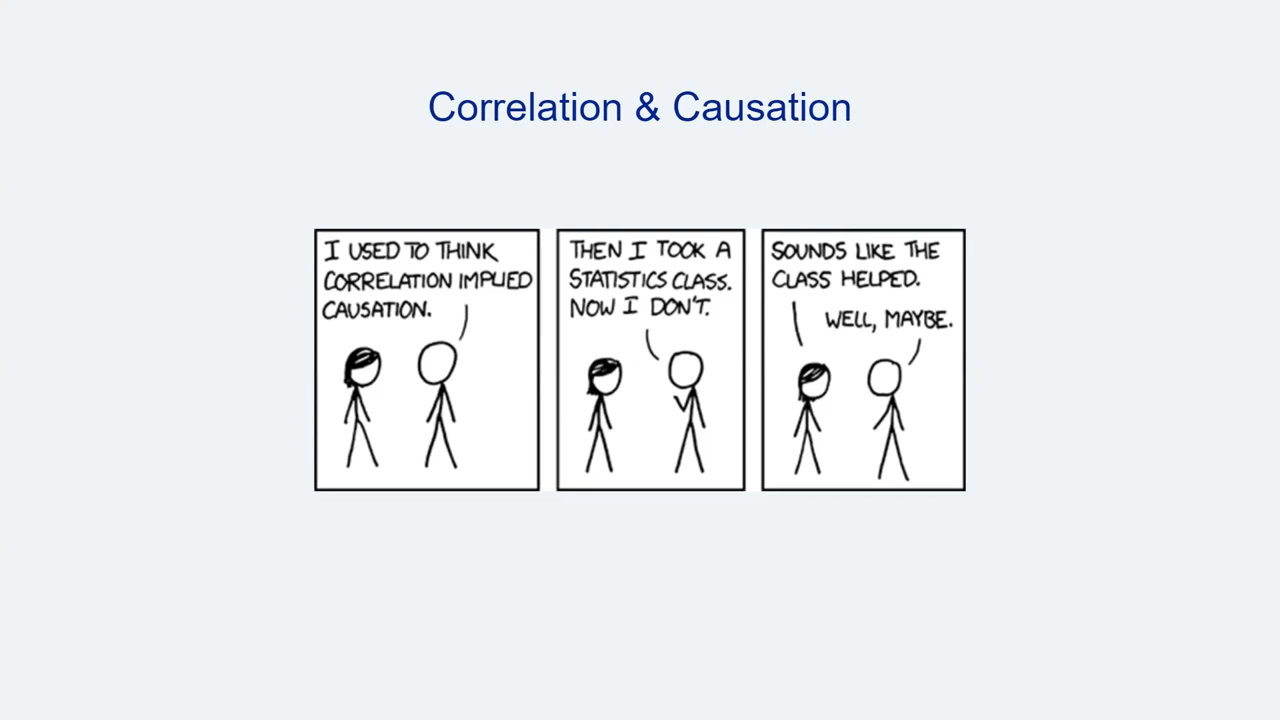 Correlation & Causation
I USED TO THINK
CORRELATION IMPLIED
CAUSATION.
THEN I TOOK A
STATISTICS CLASS.
NOW I DON'T.
SOUNDS LIKE THE
CLASS HELPED.
WELL, MAYBE.